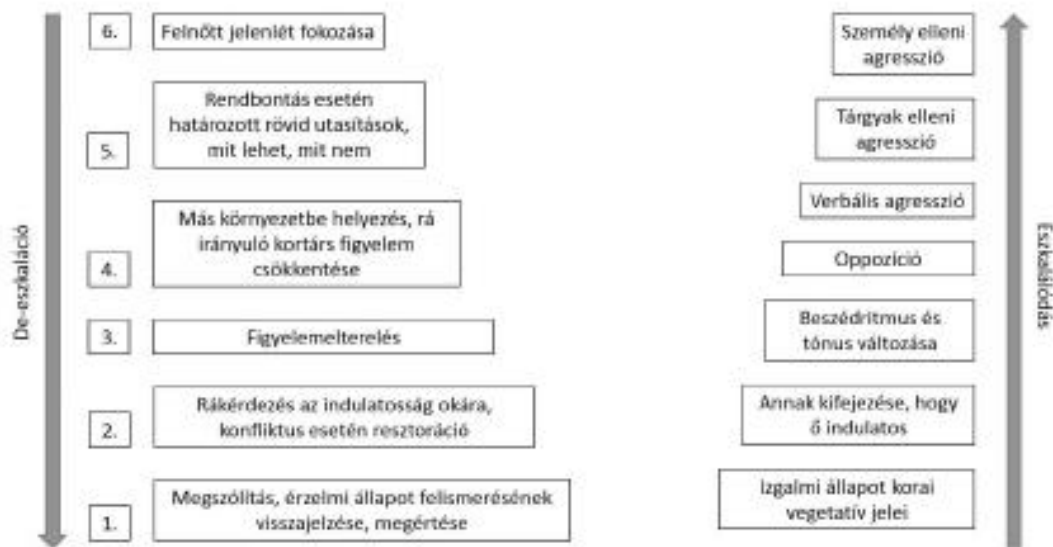 De-eszkaláció
6.
Felnőtt jelenlét fokozása
5.
Rendbontás esetén
határozott rövid utasítások,
mit lehet, mit nem
4.
Más környezetbe helyezés, rá
irányuló kortárs figyelem
csökkentése
3.
Figyelemelterelés
2.
Rákérdezés az indulatosság okára,
konfliktus esetén resztoráció
1.
Megszólítás, érzelmi állapot felismerésének
visszajelzése, megértése
Személy elleni
agresszió
Tárgyak elleni
agresszió
Verbális agresszió
Oppozíció
Beszédritmus és
tónus változása
Annak kifejezése, hogy
ő indulatos
Izgalmi állapot korai
vegetatív jelei
Eszkalálódás